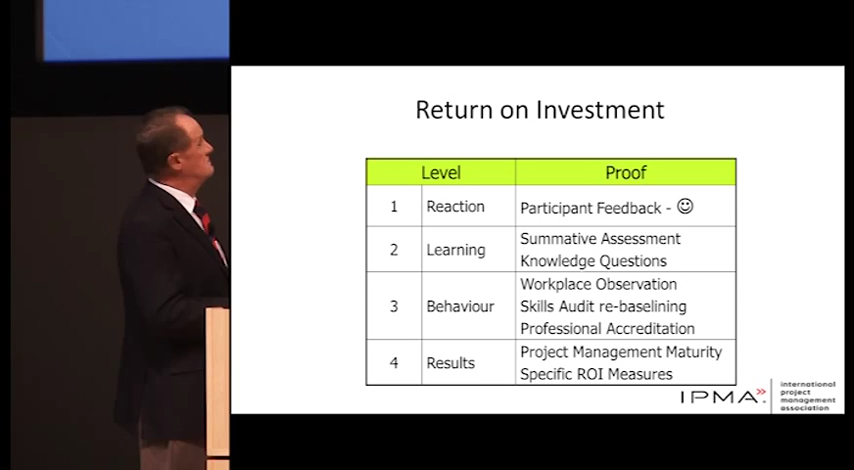 Return on Investment
Level Proof
1 Reaction Participant Feedback - ☺
2 Learning Summative Assessment
Knowledge Questions
3 Behaviour Workplace Observation
Skills Audit re-baselining
Professional Accreditation
4 Results Project Management Maturity
Specific ROI Measures
IPMA
international
project
management
association